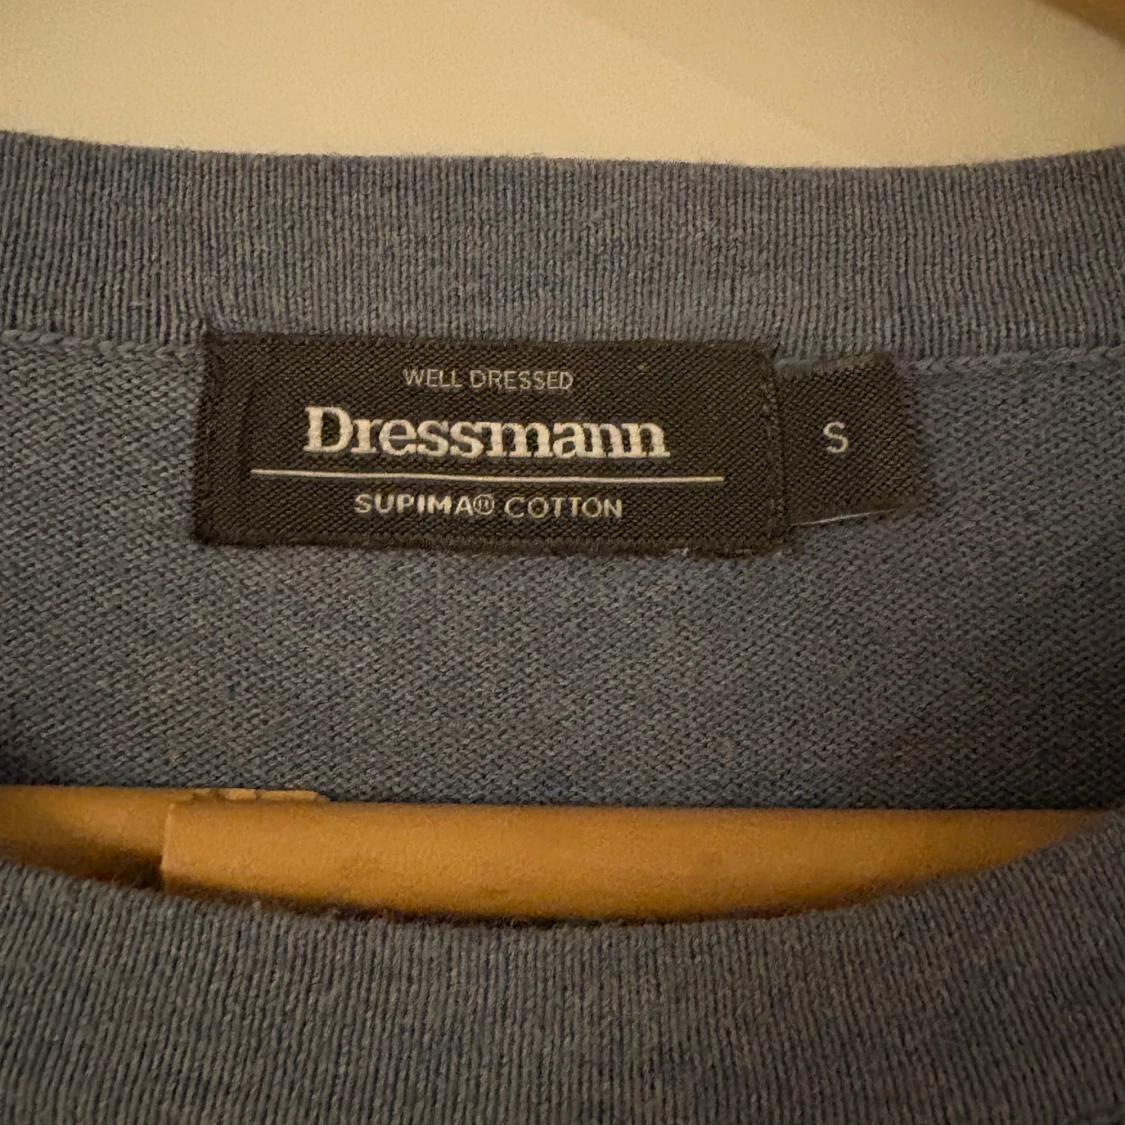 WELL DRESSED
Dressmann
SUPIMA® COTTON
S